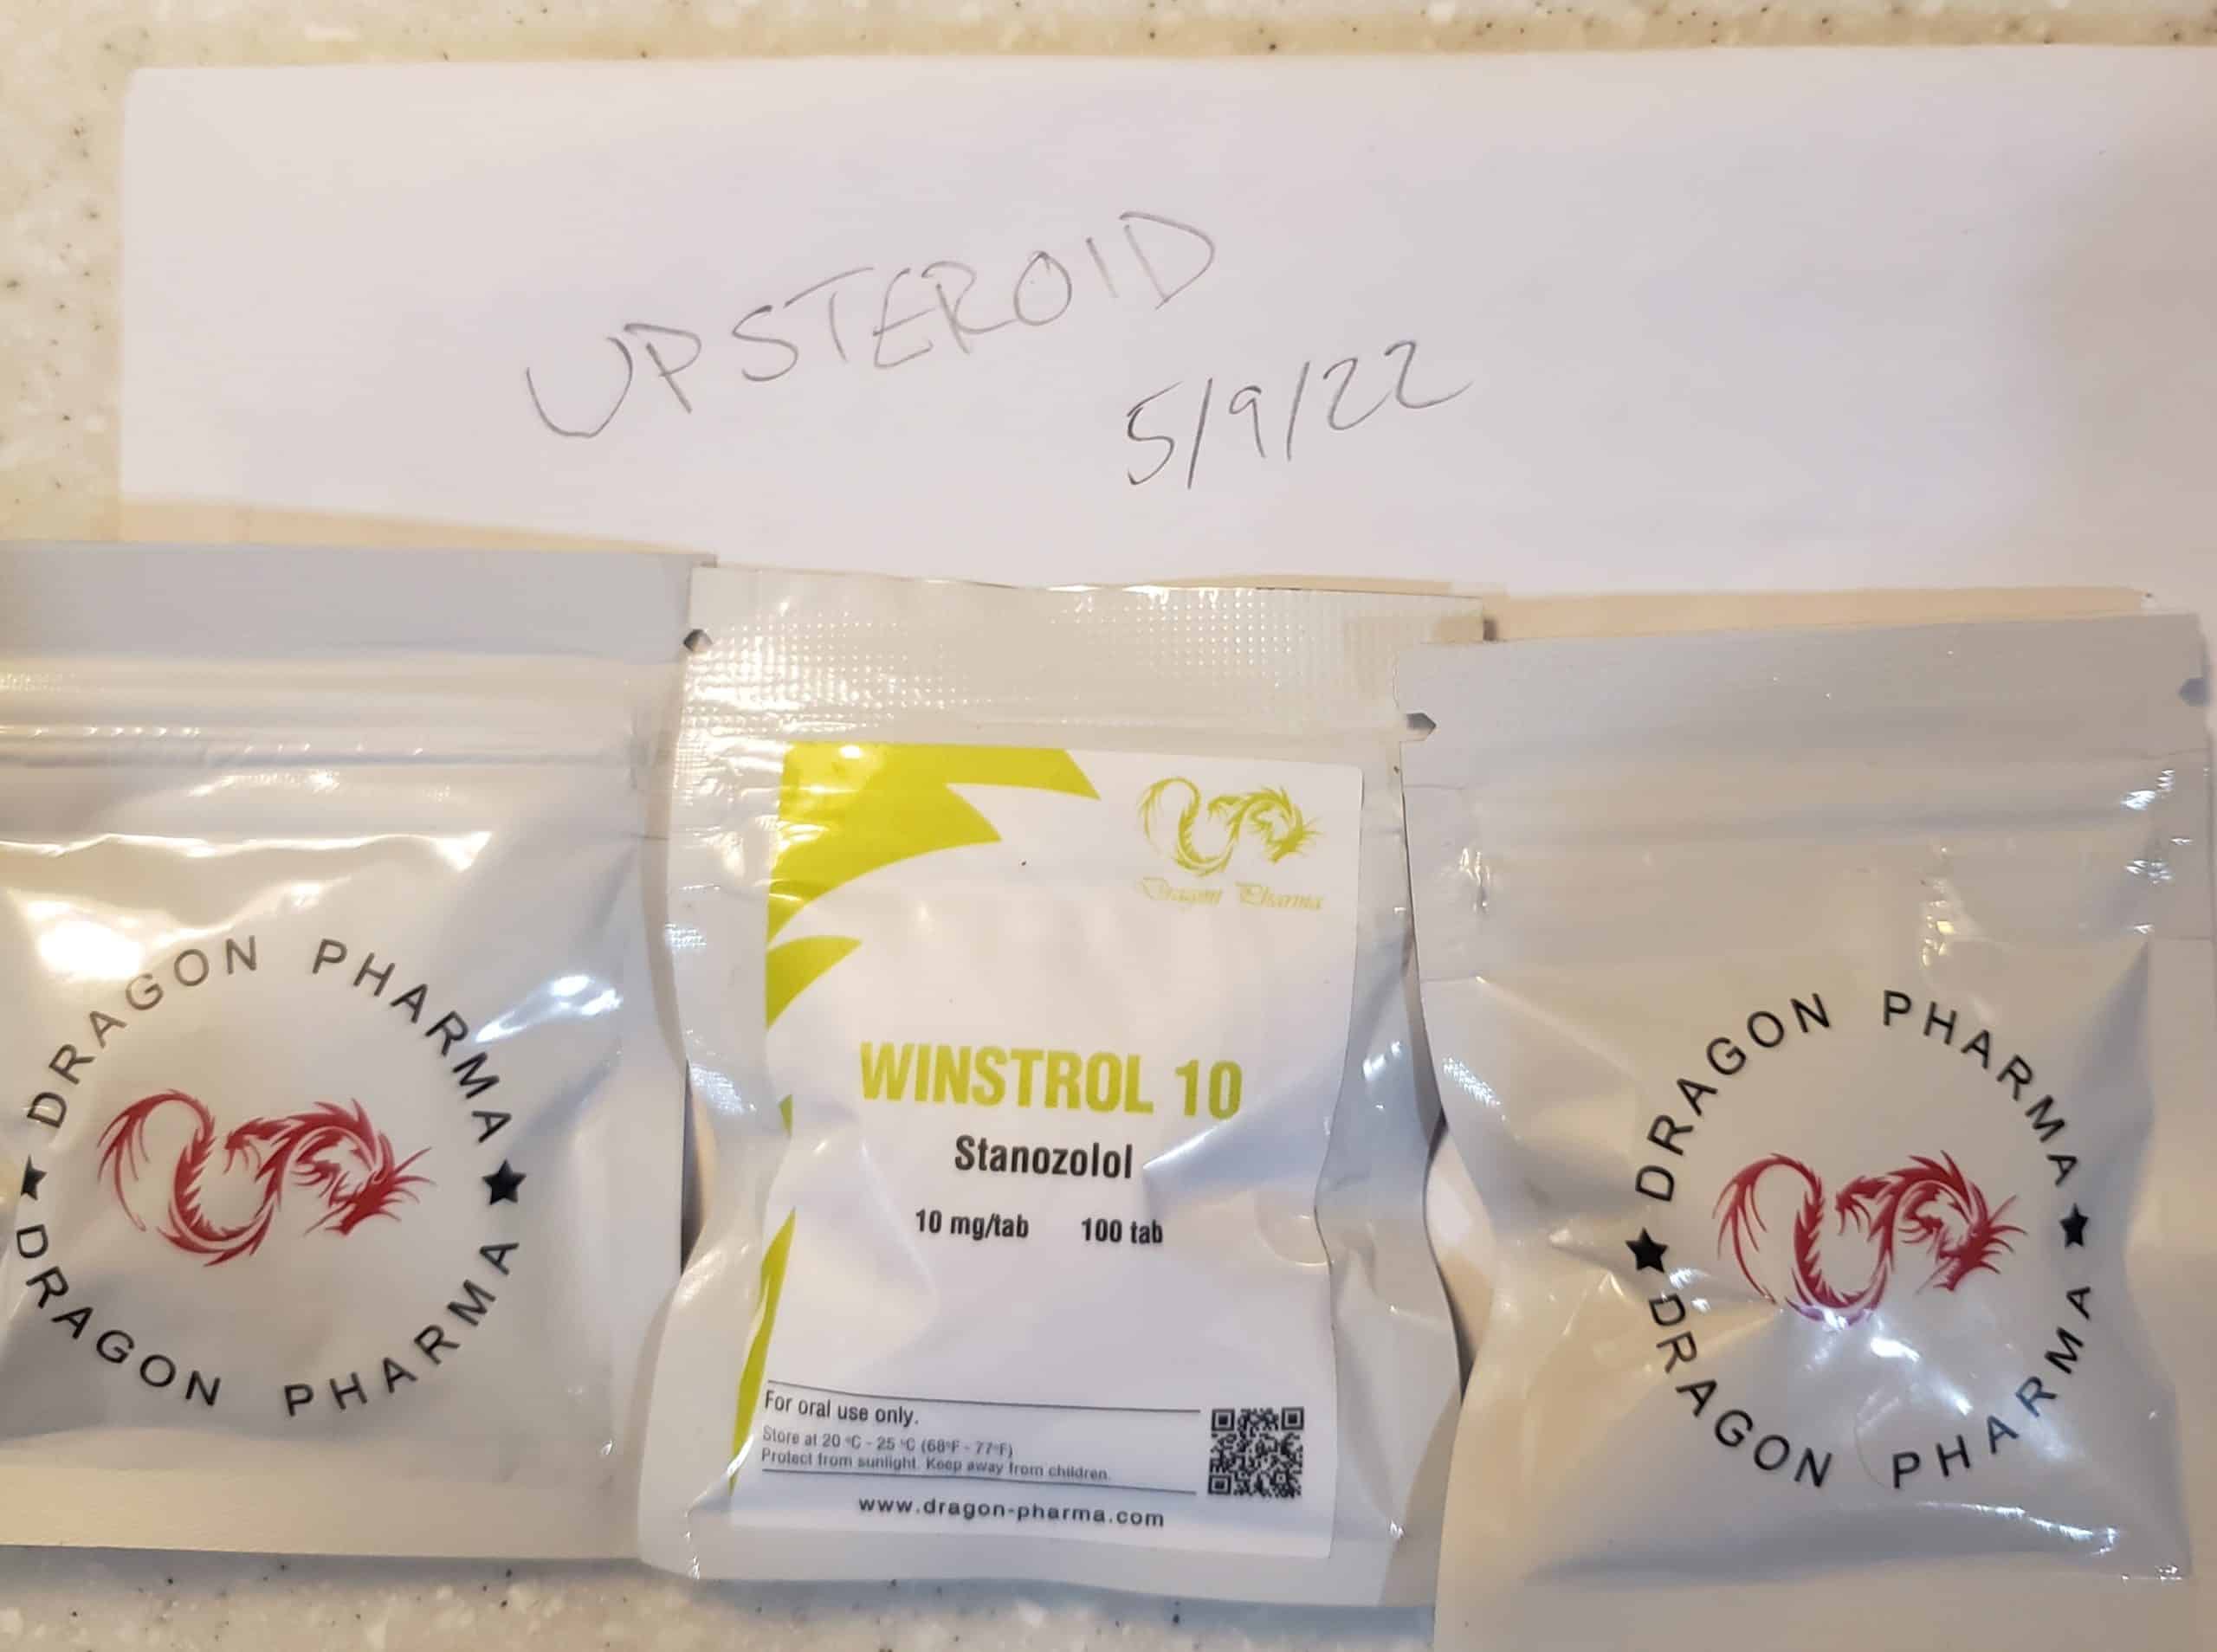 UPSTEROID
5/9/22
DRAGON PHARMA
DRAGON PHARMA
Dragon Pharma
WINSTROL 10
Stanozolol
10 mg/tab 100 tab
For oral use only.
Store at 20 °C - 25 °C (68°F - 77°F)
Protect from sunlight. Keep away from children.
www.dragon-pharma.com
DRAGON PHARMA
DRAGON PHARMA